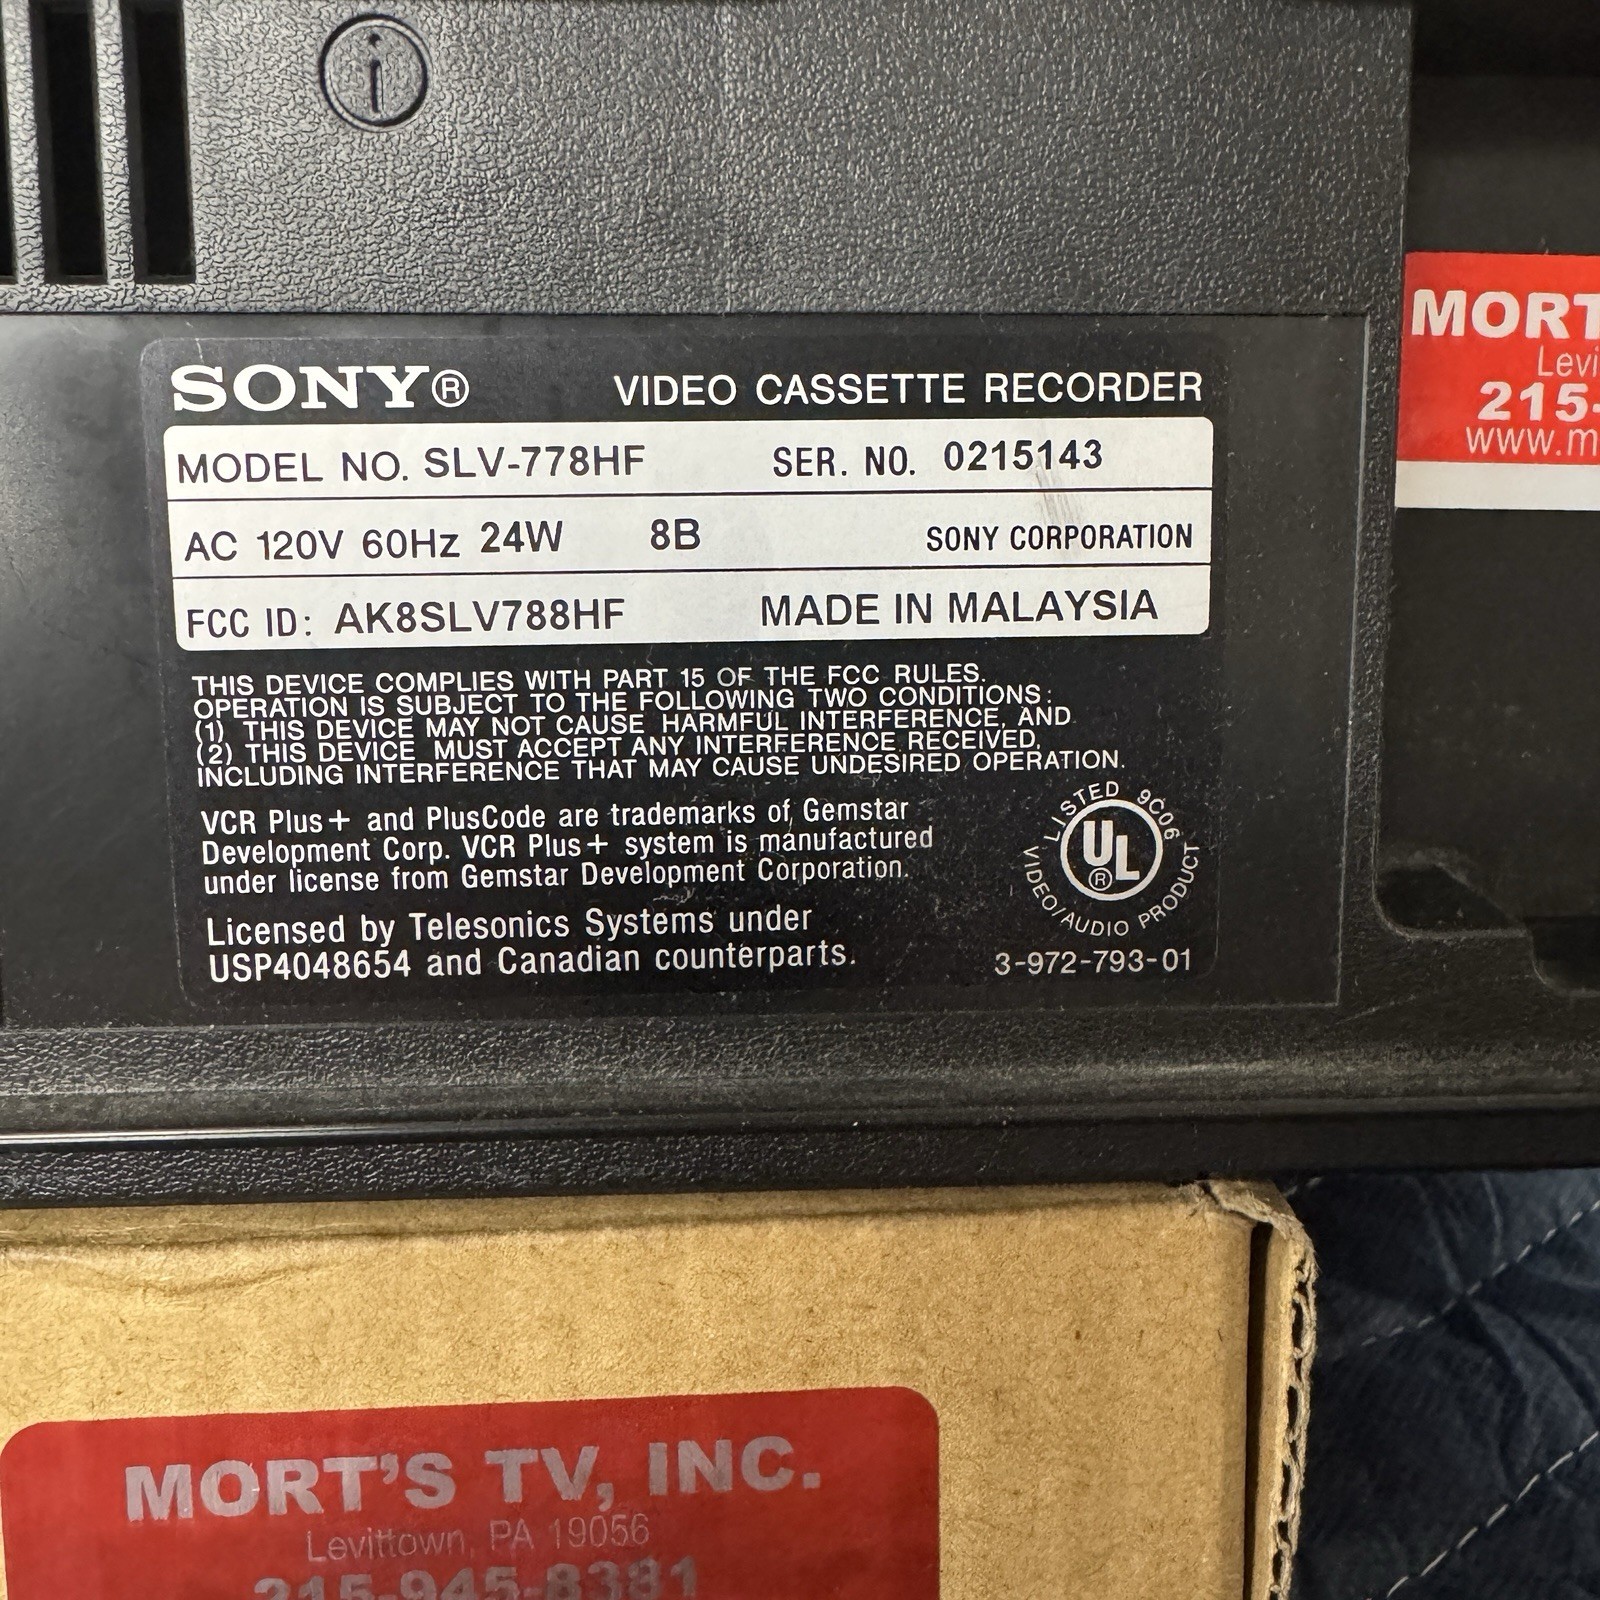 i
SONY®
VIDEO CASSETTE RECORDER
MODEL NO. SLV-778HF
SER. NO. 0215143
AC 120V 60Hz 24W
8B
SONY CORPORATION
FCC ID: AK8SLV788HF
MADE IN MALAYSIA
THIS DEVICE COMPLIES WITH PART 15 OF THE FCC RULES.
OPERATION IS SUBJECT TO THE FOLLOWING TWO CONDITIONS:
(1) THIS DEVICE MAY NOT CAUSE HARMFUL INTERFERENCE, AND
(2) THIS DEVICE MUST ACCEPT ANY INTERFERENCE RECEIVED,
INCLUDING INTERFERENCE THAT MAY CAUSE UNDESIRED OPERATION.
VCR Plus+ and PlusCode are trademarks of Gemstar
Development Corp. VCR Plus+ system is manufactured
under license from Gemstar Development Corporation.
Licensed by Telesonics Systems under
USP4048654 and Canadian counterparts.
LISTED 9C06
UL®
VIDEO/AUDIO PRODUCT
3-972-793-01
MORT
Levi
215-
www.m
MORT'S TV, INC.
Levittown, PA 19056
215-945-8381